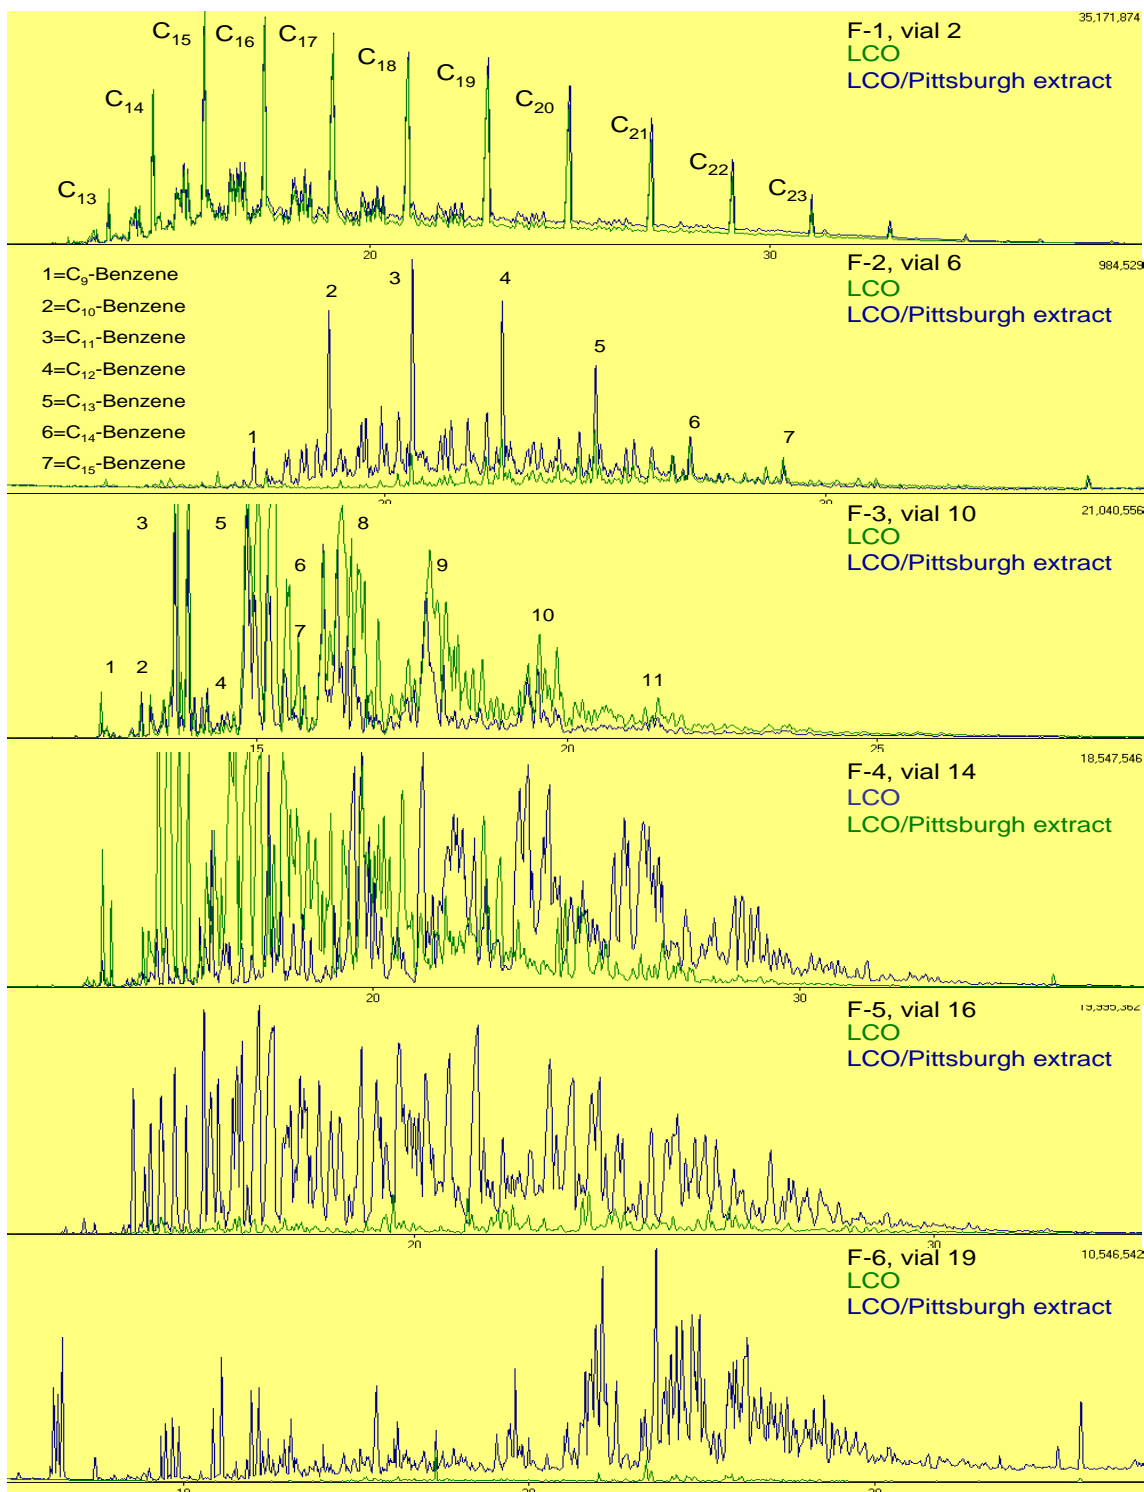 35,171,874
F-1, vial 2
LCO
LCO/Pittsburgh extract
C15
C16
C17
C18
C19
C14
C20
C21
C22
C13
C23
20
30
F-2, vial 6
984,529
LCO
LCO/Pittsburgh extract
1=C9-Benzene
2=C10-Benzene
3=C11-Benzene
4=C12-Benzene
5=C13-Benzene
6=C14-Benzene
7=C15-Benzene
1
2
3
4
5
6
7
F-3, vial 10
21,040,556
LCO
LCO/Pittsburgh extract
3
5
8
6
9
7
10
1
2
4
11
15
20
25
F-4, vial 14
18,547,546
LCO
LCO/Pittsburgh extract
20
30
F-5, vial 16
19,995,362
LCO
LCO/Pittsburgh extract
20
30
F-6, vial 19
10,546,542
LCO
LCO/Pittsburgh extract